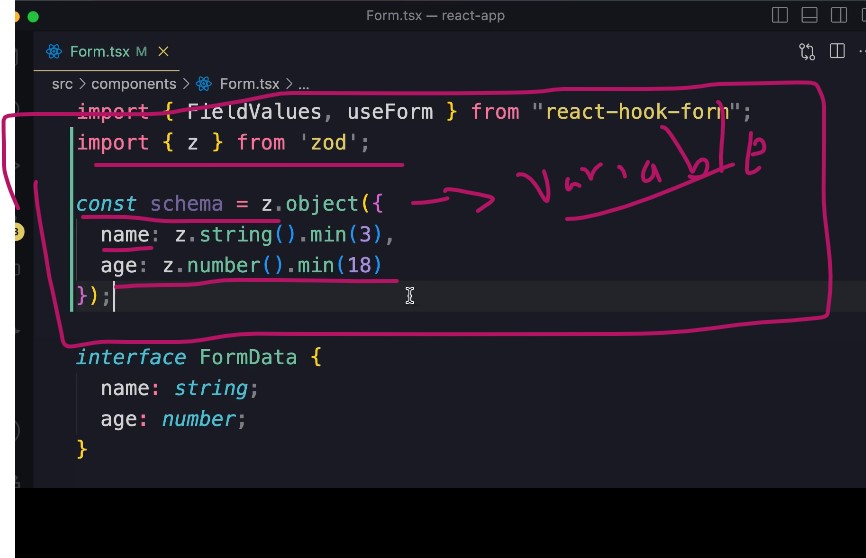 Form.tsx — react-app
Form.tsx M ×
src > components > Form.tsx > ...
import { FieldValues, useForm } from "react-hook-form";
import { z } from 'zod';
const schema = z.object({
variable
name: z.string().min(3),
age: z.number().min(18)
});
interface FormData {
name: string;
age: number;
}
3